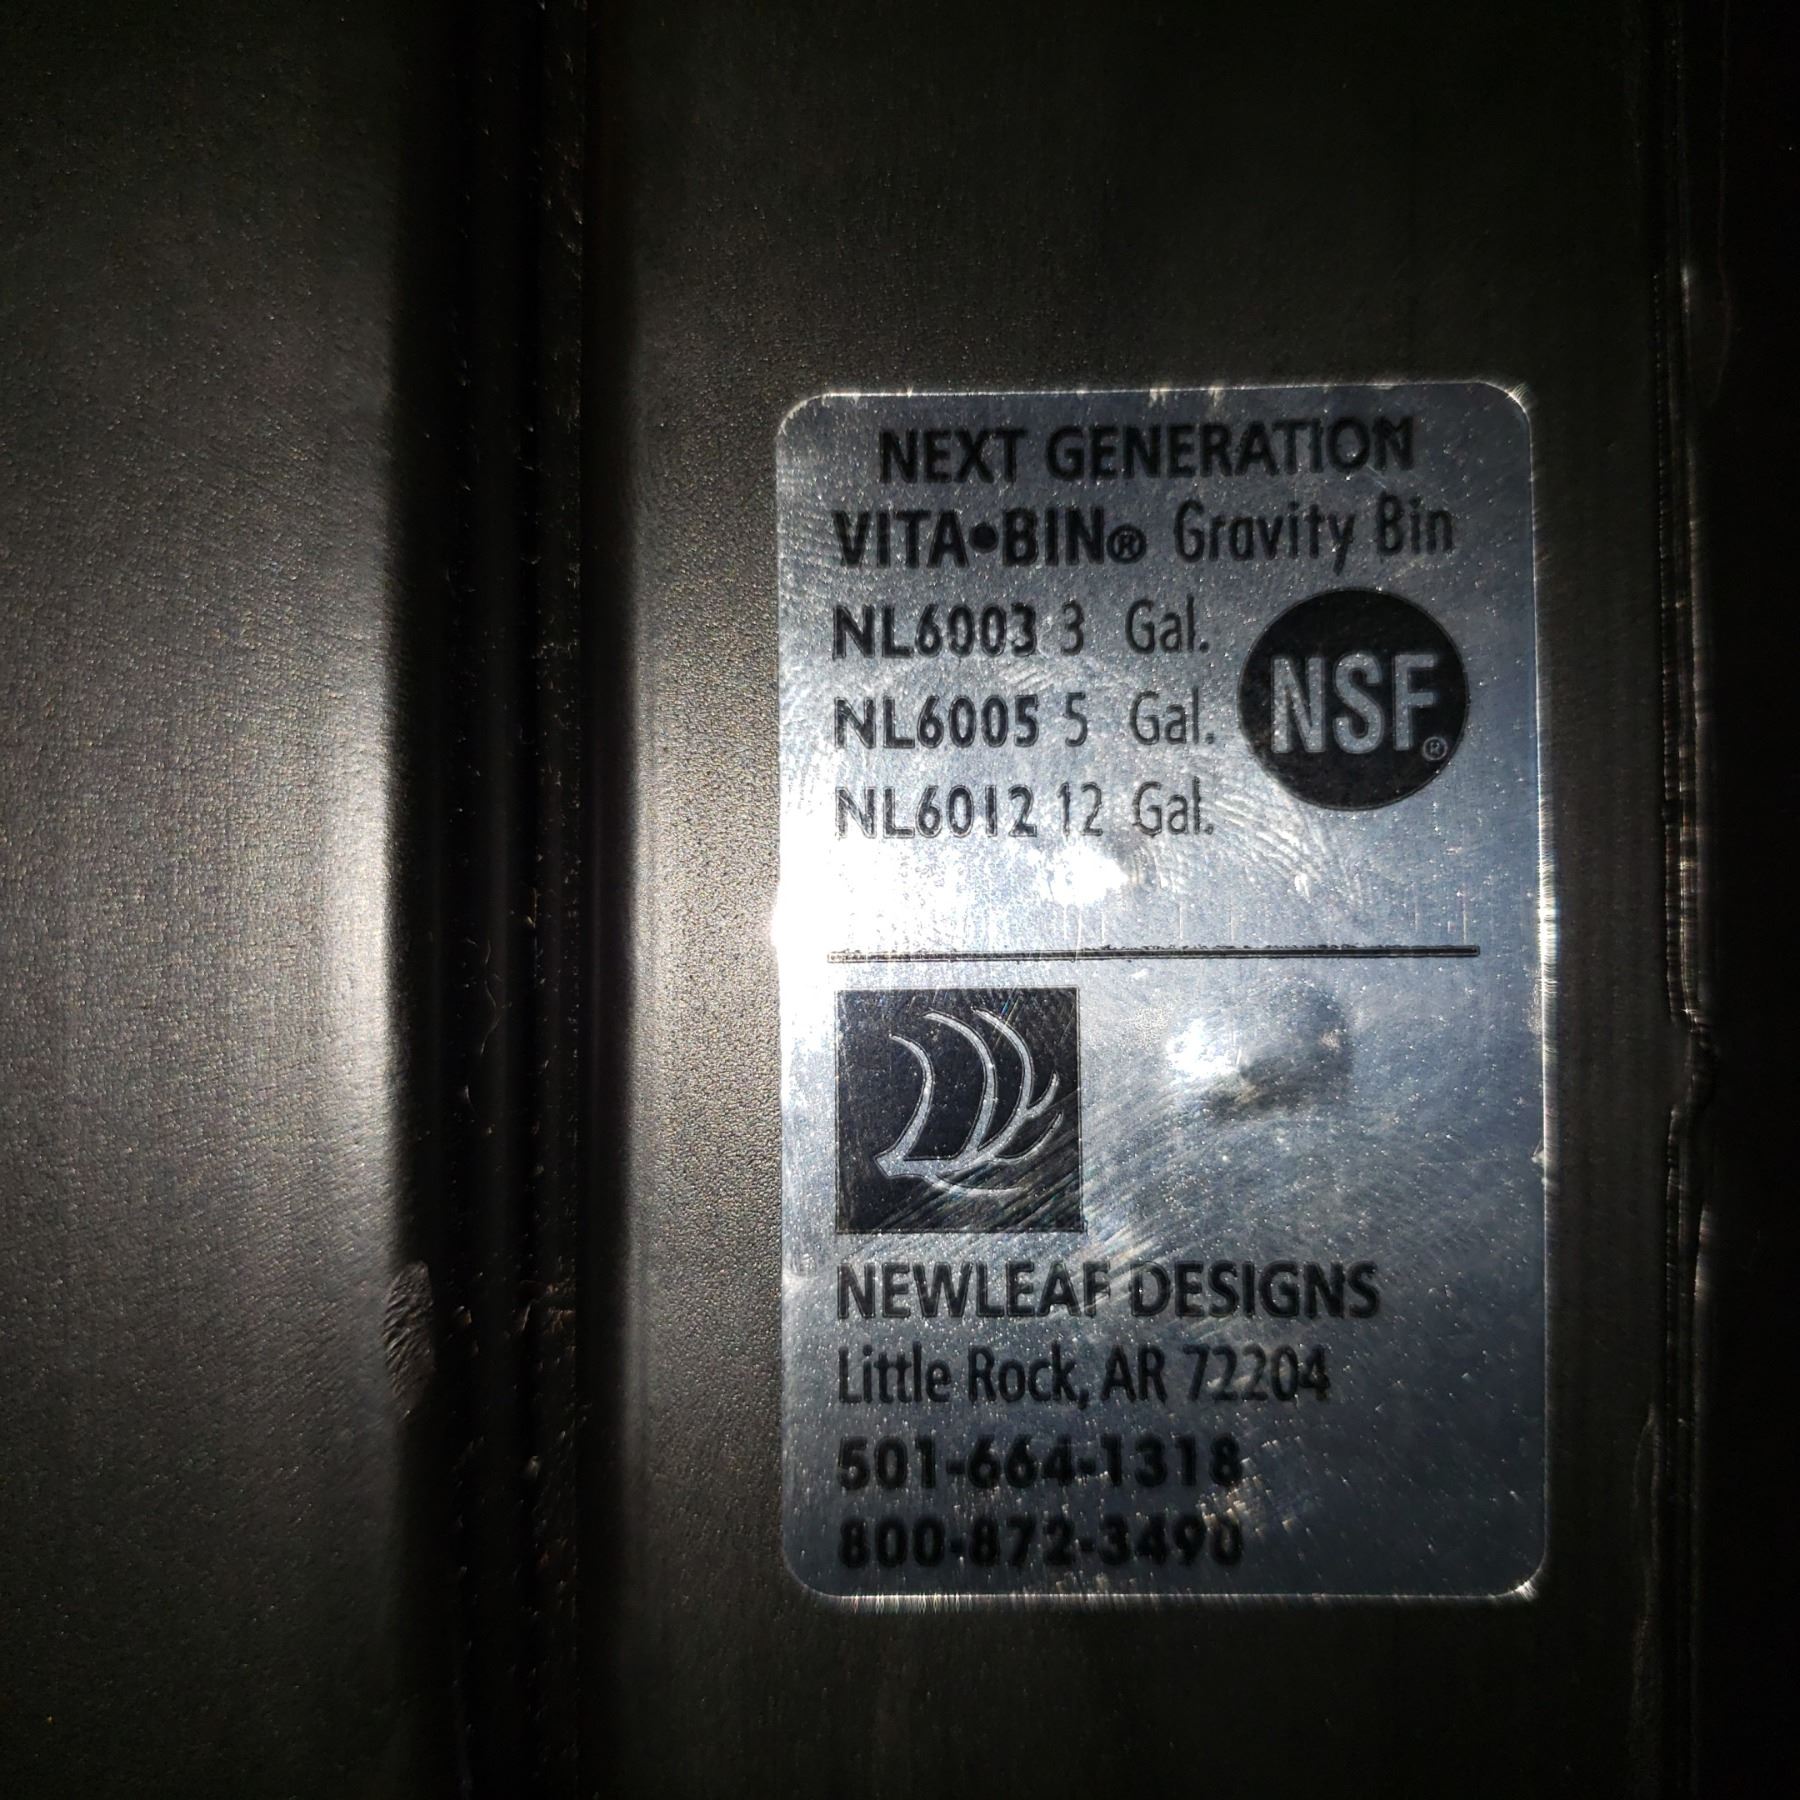 NEXT GENERATION
VITA•BIN® Gravity Bin
NL6003 3 Gal.
NL6005 5 Gal.
NL6012 12 Gal.
NSF®
NEWLEAF DESIGNS
Little Rock, AR 72204
501-664-1318
800-872-3490